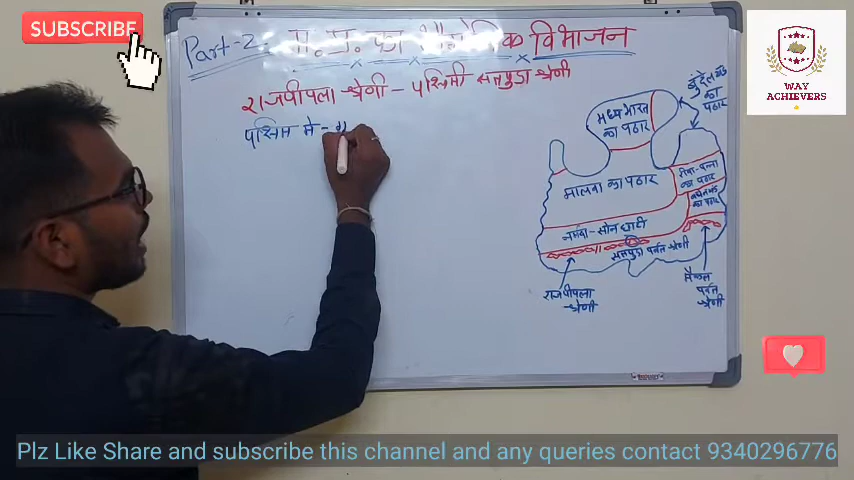 SUBSCRIBE
Part-2. म.प्र. का भौगोलिक विभाजन
राजपीपला श्रेणी - पश्चिमी सतपुड़ा श्रेणी
पश्चिम मे -
बुंदेलखंड
का
पठार
मध्य भारत
का पठार
मालवा का पठार
रीवा-पन्ना
का पठार
बघेलखंड
का पठार
नर्मदा-सोन घाटी
सतपुड़ा पर्वत श्रेणी
राजपीपला
श्रेणी
मैकल
पर्वत
श्रेणी
WAY
ACHIEVERS
Plz Like Share and subscribe this channel and any queries contact 9340296776